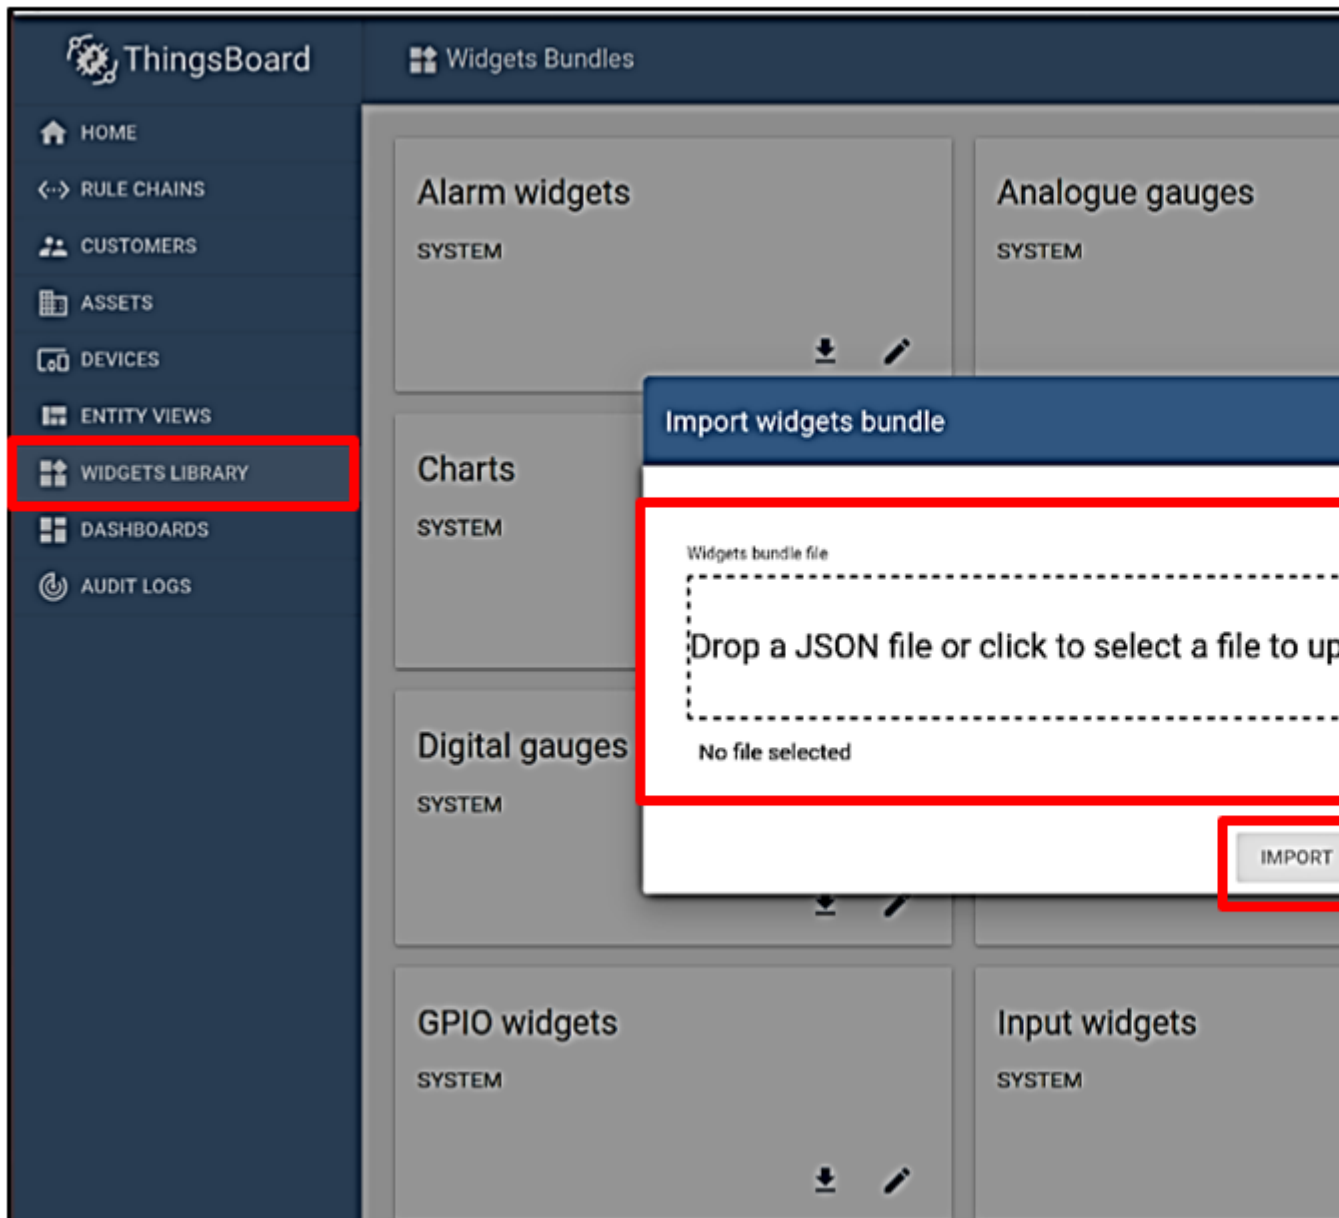 ThingsBoard
Widgets Bundles
HOME
RULE CHAINS
CUSTOMERS
ASSETS
DEVICES
ENTITY VIEWS
WIDGETS LIBRARY
DASHBOARDS
AUDIT LOGS
Alarm widgets
SYSTEM
Analogue gauges
SYSTEM
Charts
SYSTEM
Digital gauges
SYSTEM
GPIO widgets
SYSTEM
Input widgets
SYSTEM
Import widgets bundle
Widgets bundle file
Drop a JSON file or click to select a file to up
No file selected
IMPORT